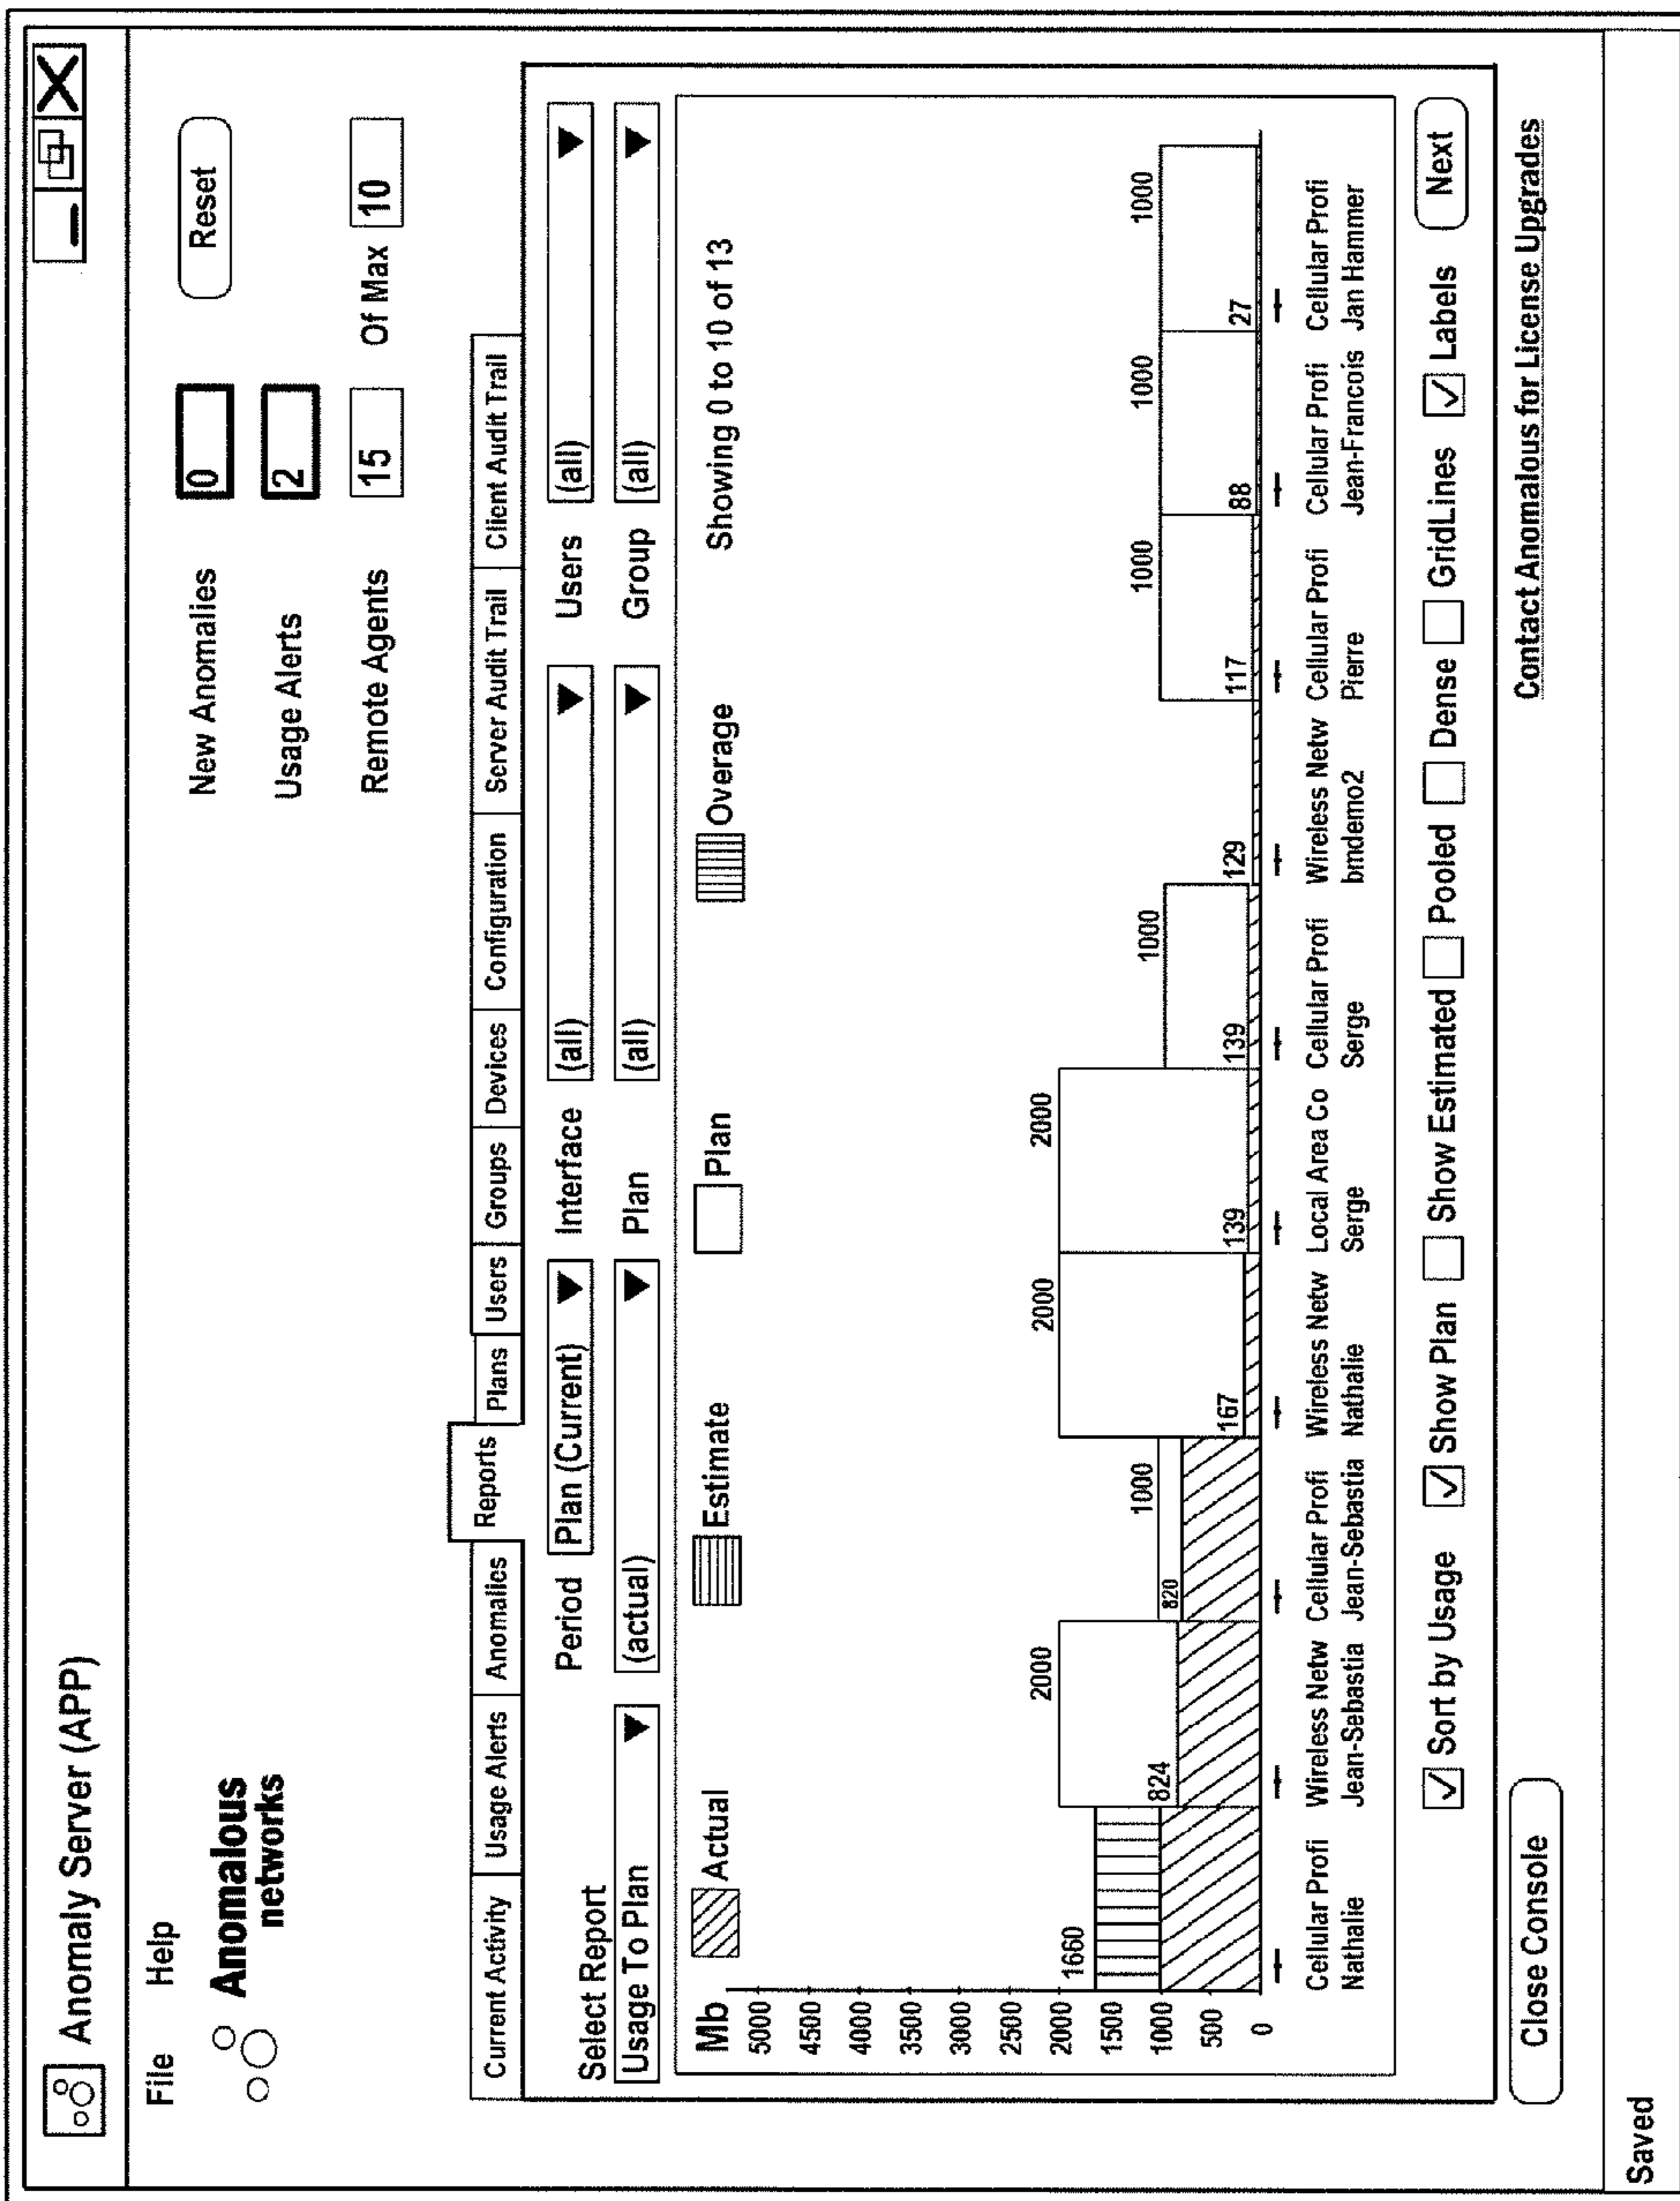 Anomaly Server (APP)
File Help
Anomalous
networks
New Anomalies 0 Reset
Usage Alerts 2
Remote Agents 15 Of Max 10
Current Activity Usage Alerts Anomalics Reports Plans Users Groups Devices Configuration Server Audit Trail Client Audit Trail
Select Report Period Plan (Current) Interface (all) Users (all)
Usage To Plan (actual) Plan (all) Group (all)
Mb Actual Estimate Plan Overage Showing 0 to 10 of 13
5000
4500
4000
3500
3000
2500
2000
1500
1000
500
0
1660
2000
824
1000
820
2000
167
2000
139
1000
139
129
1000
117
1000
88
1000
27
Cellular Profi Wireless Netw Cellular Profi Wireless Netw Local Area Co Cellular Profi Wireless Netw Cellular Profi Cellular Profi Cellular Profi
Nathalie Jean-Sebastia Jean-Sebastia Nathalie Serge Serge bmdemo2 Pierre Jean-Francois Jan Hammer
Sort by Usage Show Plan Show Estimated Pooled Dense GridLines Labels Next
Close Console Contact Anomalous for License Upgrades
Saved